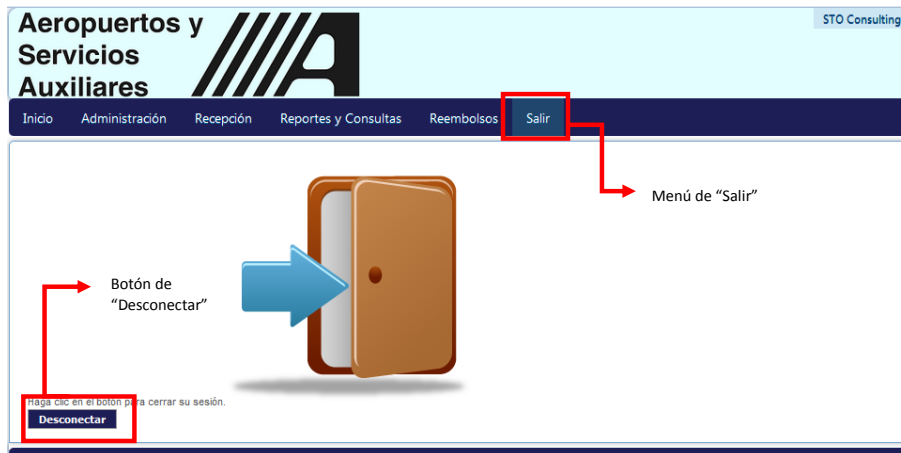 Aeropuertos y
Servicios
Auxiliares
STO Consulting
Inicio Administración Recepción Reportes y Consultas Reembolsos Salir
Menú de “Salir”
Botón de
“Desconectar”
Haga clic en el botón para cerrar su sesión.
Desconectar